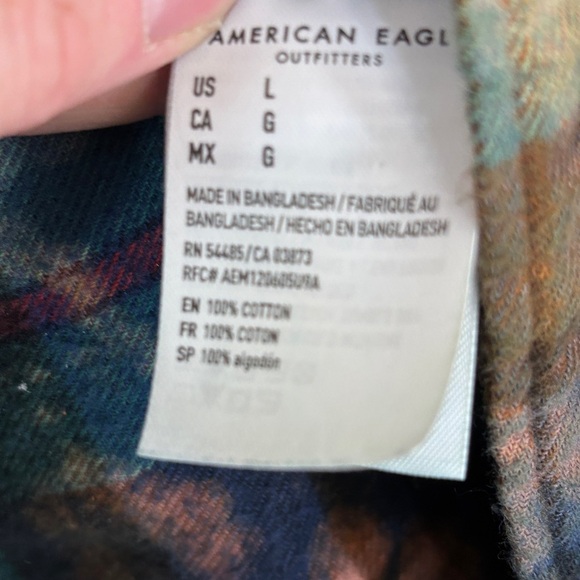 AMERICAN EAGL
OUTFITTERS
US L
CA G
MX G
MADE IN BANGLADESH / FABRIQUÉ AU
BANGLADESH / HECHO EN BANGLADESH
RN 54485/CA 03873
RFC# AEM120605U9A
EN 100% COTTON
FR 100% COTON
SP 100% algodón